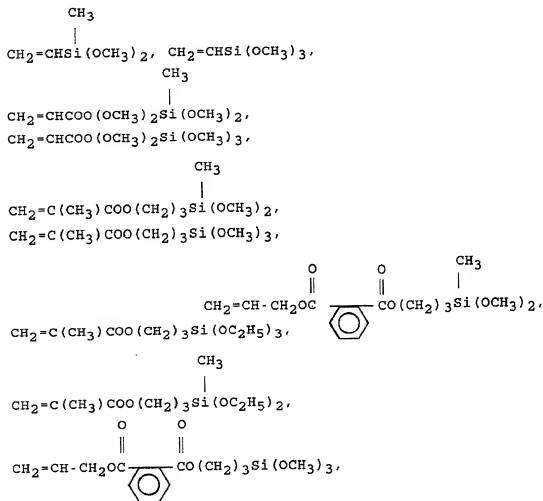 CH3
|
CH2=CHSi(OCH3)2, CH2=CHSi(OCH3)3,
CH3
|
CH2=CHCOO(OCH3)2Si(OCH3)2,
CH2=CHCOO(OCH3)2Si(OCH3)3,
CH3
|
CH2=C(CH3)COO(CH2)3Si(OCH3)2,
CH2=C(CH3)COO(CH2)3Si(OCH3)3,
CH3
O O |
|| ||
CH2=CH-CH2OC CO(CH2)3Si(OCH3)2,
CH2=C(CH3)COO(CH2)3Si(OC2H5)3,
CH3
|
CH2=C(CH3)COO(CH2)3Si(OC2H5)2,
O O
|| ||
CH2=CH-CH2OC CO(CH2)3Si(OCH3)3,